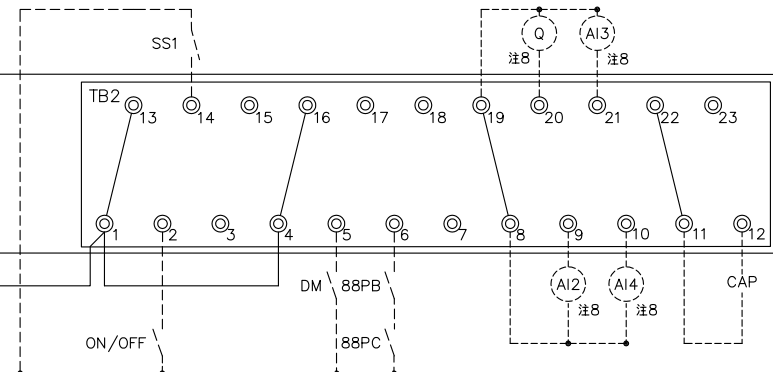 SS1
Q
AI3
注8
注8
TB2
13 14 15 16 17 18 19 20 21 22 23
1 2 3 4 5 6 7 8 9 10 11 12
DM
88PB
AI2
AI4
CAP
注8
注8
ON/OFF
88PC